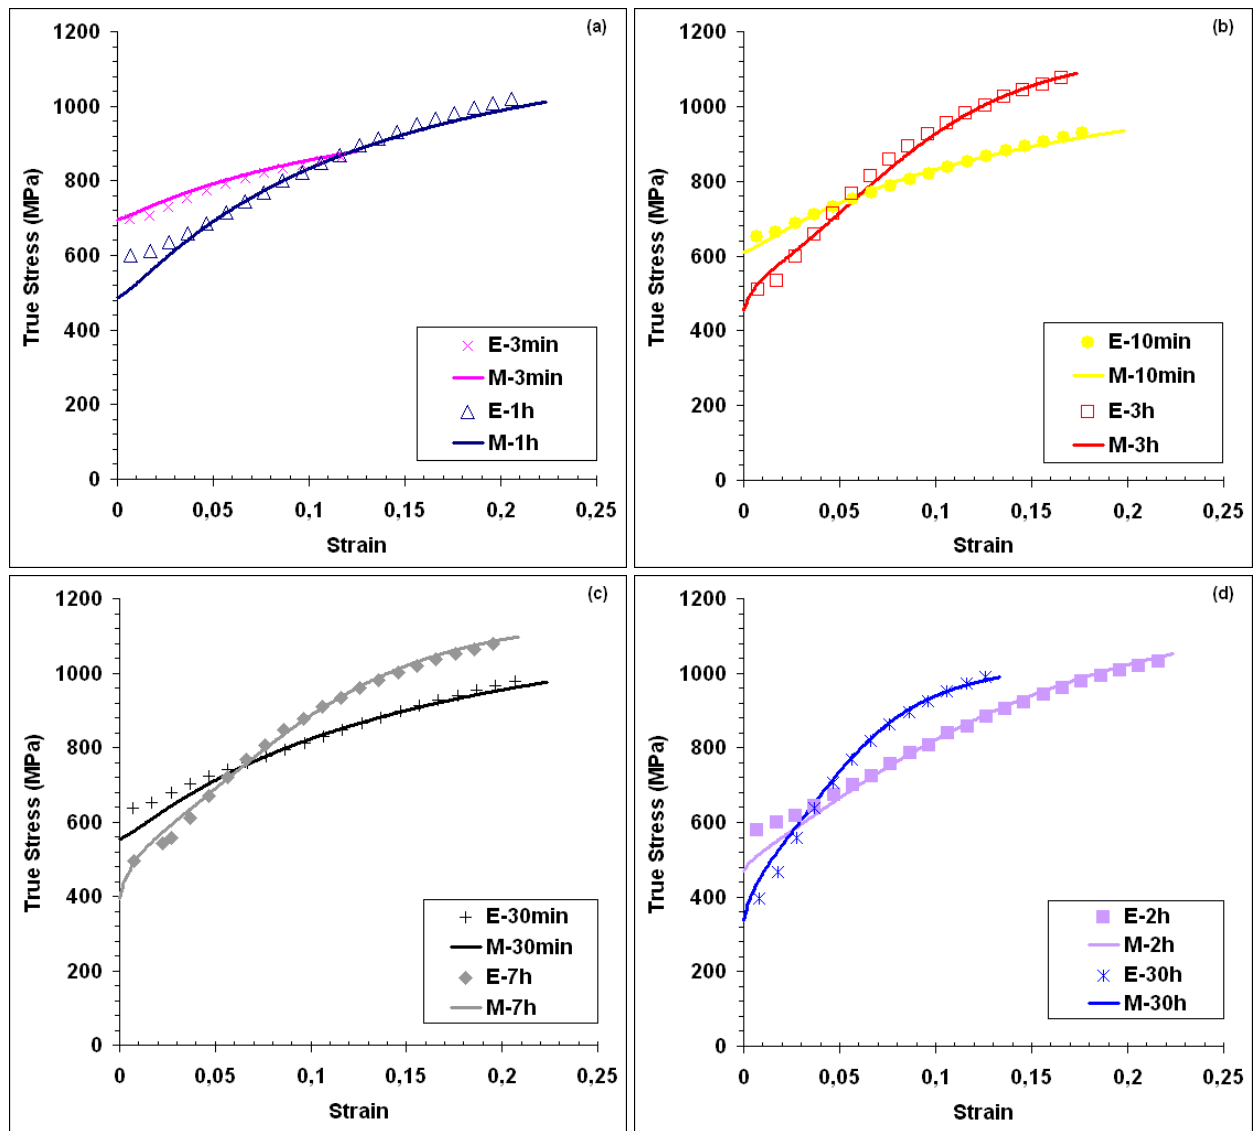 (a)
1200
1000
800
600
400
200
0
True Stress (MPa)
0 0,05 0,1 0,15 0,2 0,25
Strain
E-3min
M-3min
E-1h
M-1h
(b)
1200
1000
800
600
400
200
0
True Stress (MPa)
0 0,05 0,1 0,15 0,2 0,25
Strain
E-10min
M-10min
E-3h
M-3h
(c)
1200
1000
800
600
400
200
0
True Stress (MPa)
0 0,05 0,1 0,15 0,2 0,25
Strain
E-30min
M-30min
E-7h
M-7h
(d)
1200
1000
800
600
400
200
0
True Stress (MPa)
0 0,05 0,1 0,15 0,2 0,25
Strain
E-2h
M-2h
E-30h
M-30h